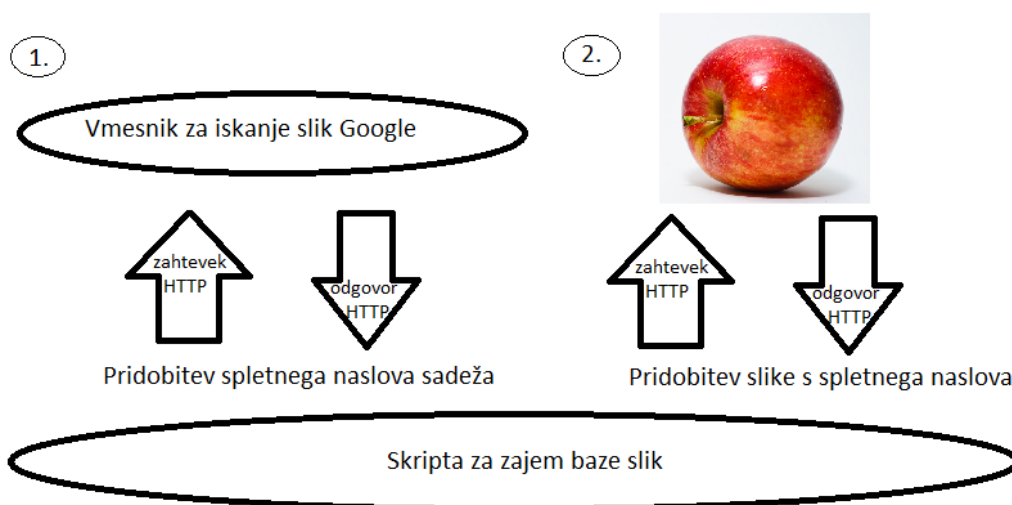 1.
Vmesnik za iskanje slik Google
zahtevek
HTTP
odgovor
HTTP
Pridobitev spletnega naslova sadeža
2.
zahtevek
HTTP
odgovor
HTTP
Pridobitev slike s spletnega naslova
Skripta za zajem baze slik